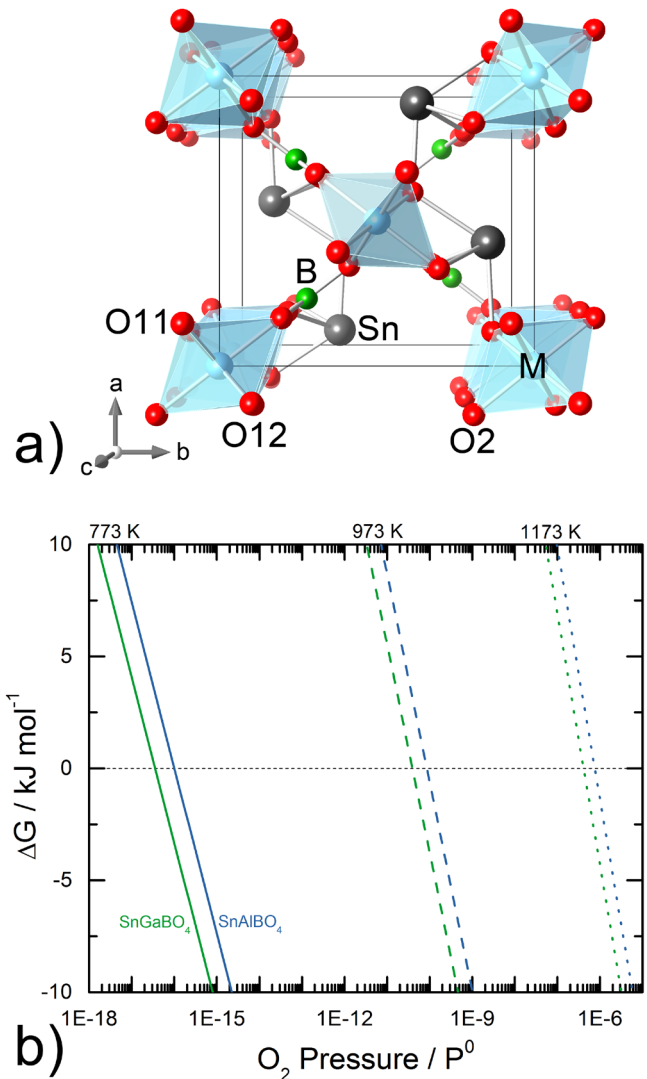 B
O11
Sn
M
O12
O2
a
b
c
a)
773 K 973 K 1173 K
10
5
0
-5
-10
ΔG / kJ mol⁻¹
SnGaBO₄ SnAlBO₄
1E-18 1E-15 1E-12 1E-9 1E-6
O₂ Pressure / P⁰
b)